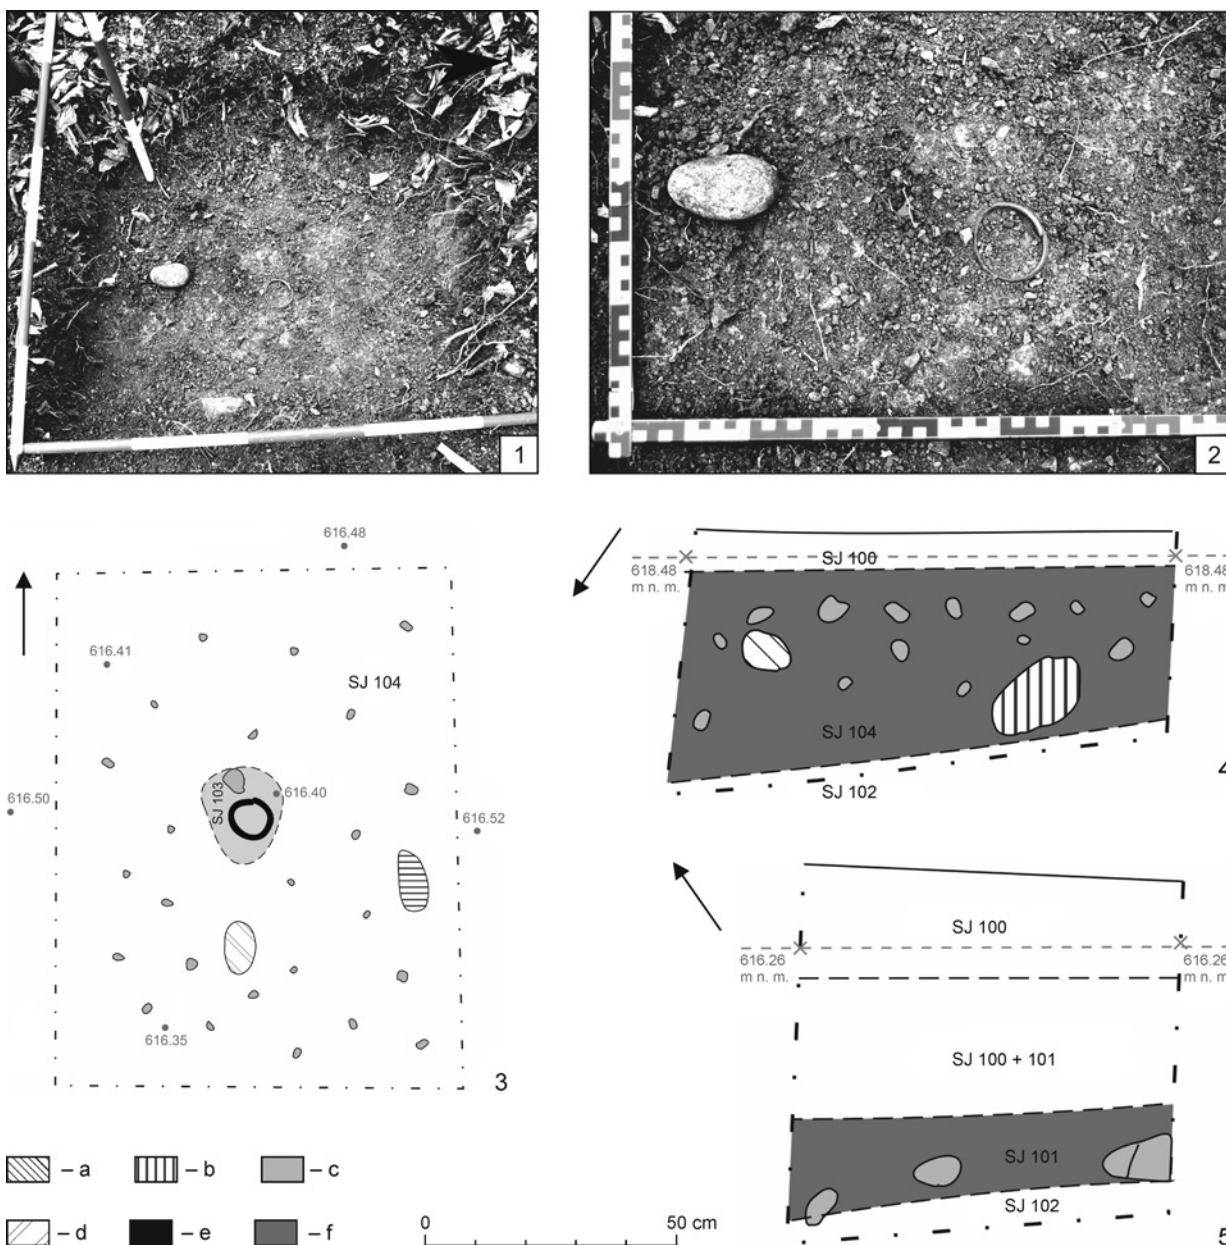 1
2
616.48
616.41
SJ 104
SJ 103
616.40
616.50
616.52
616.35
3
SJ 100
618.48
m n. m.
618.48
m n. m.
SJ 104
SJ 102
4
SJ 100
616.26
m n. m.
616.26
m n. m.
SJ 100 + 101
SJ 101
SJ 102
5
– a – b – c
– d – e – f
0 50 cm